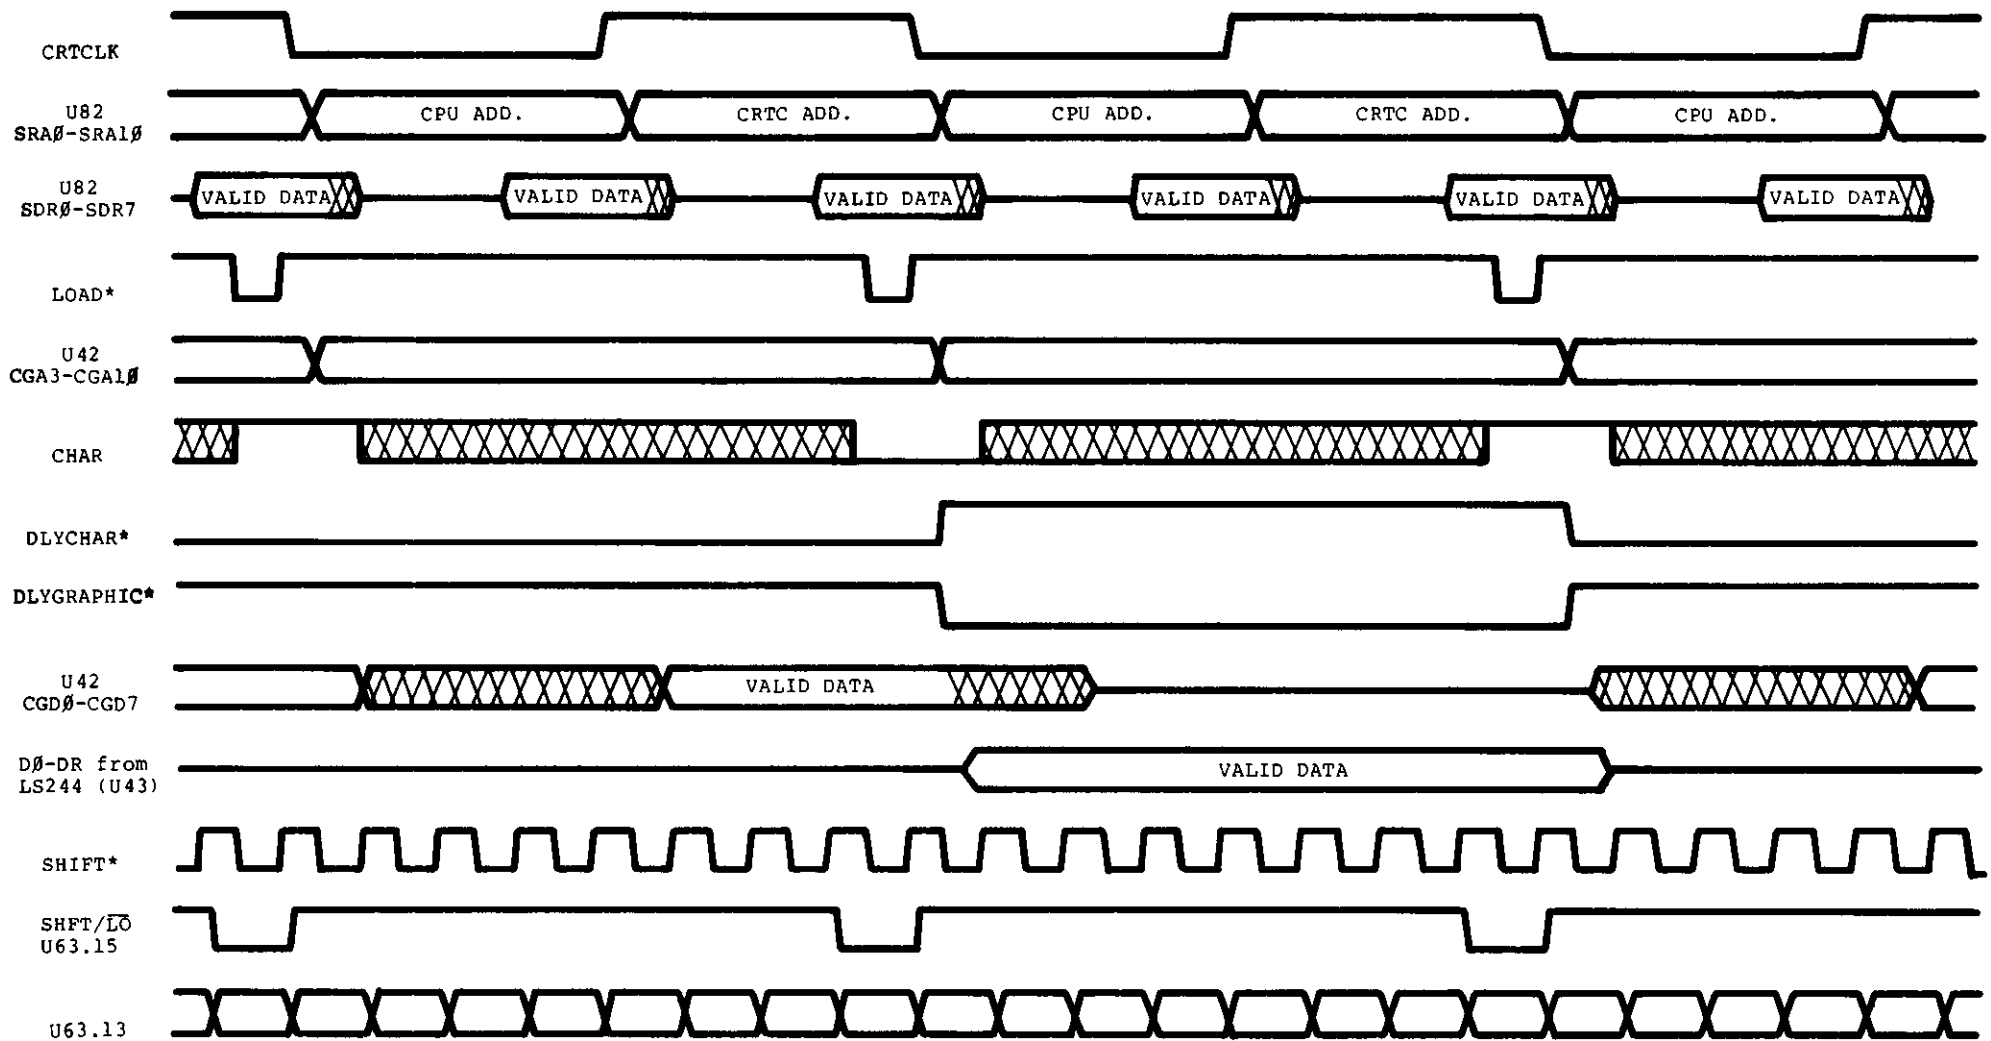 CRTCLK
U82
SRAØ-SRA1Ø
CPU ADD.
CRTC ADD.
CPU ADD.
CRTC ADD.
CPU ADD.
U82
SDRØ-SDR7
VALID DATA
VALID DATA
VALID DATA
VALID DATA
VALID DATA
VALID DATA
LOAD*
U42
CGA3-CGA1Ø
CHAR
DLYCHAR*
DLYGRAPHIC*
U42
CGDØ-CGD7
VALID DATA
DØ-DR from
LS244 (U43)
VALID DATA
SHIFT*
SHFT/L̅O̅
U63.15
U63.13